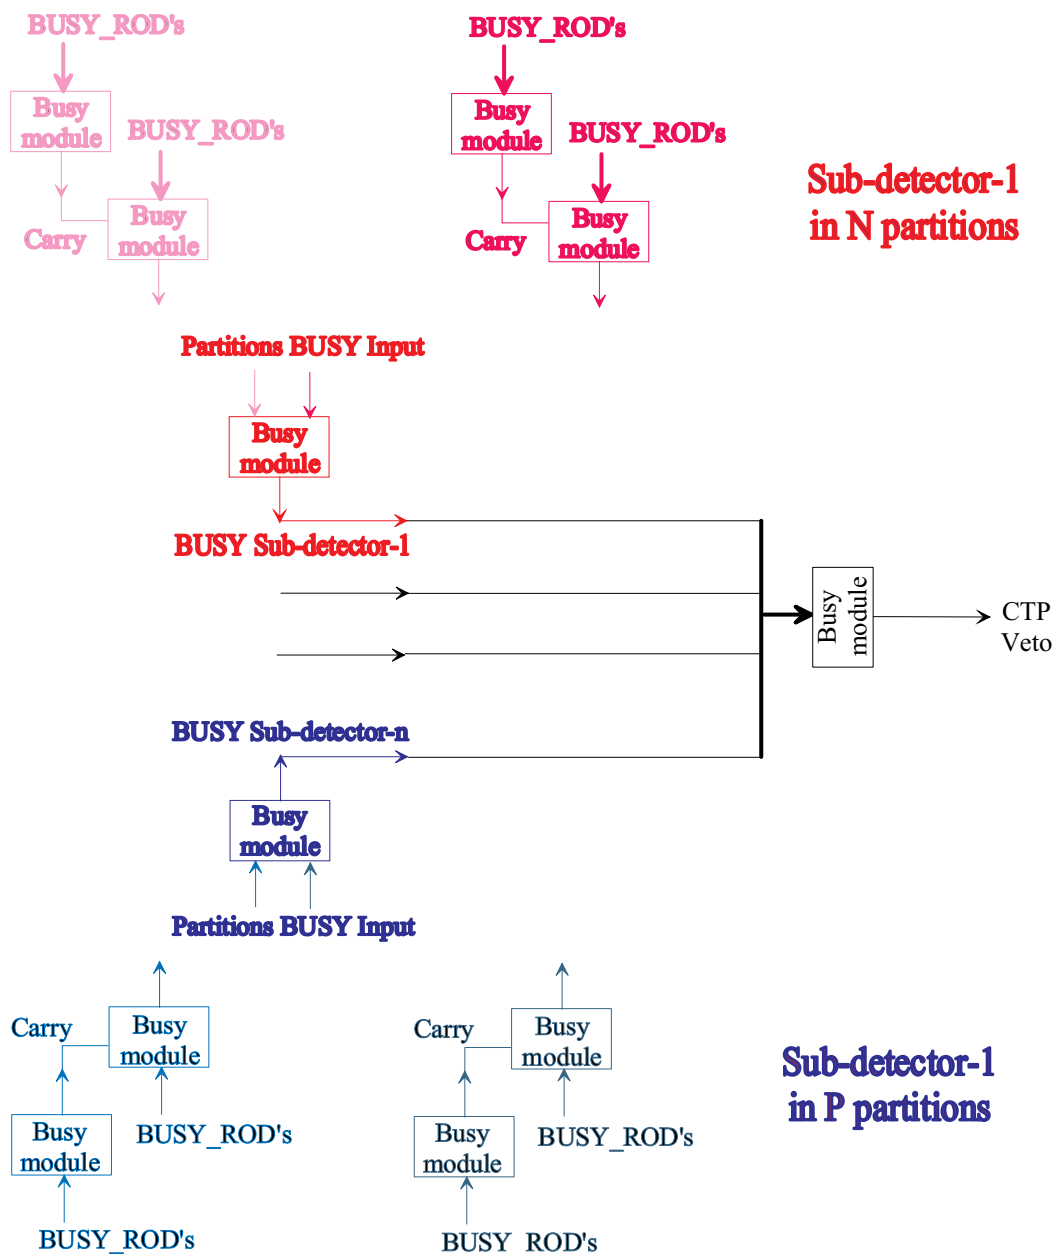 BUSY_ROD's
BUSY_ROD's
Busy
module
Busy
module
BUSY_ROD's
BUSY_ROD's
Sub-detector-1
in N partitions
Busy
module
Carry
Busy
module
Carry
Partitions BUSY Input
Busy
module
BUSY Sub-detector-1
Busy
module
CTP
Veto
BUSY Sub-detector-n
Busy
module
Partitions BUSY Input
Carry
Busy
module
Carry
Busy
module
Sub-detector-1
in P partitions
Busy
module
BUSY_ROD's
Busy
module
BUSY_ROD's
BUSY_ROD's
BUSY_ROD's